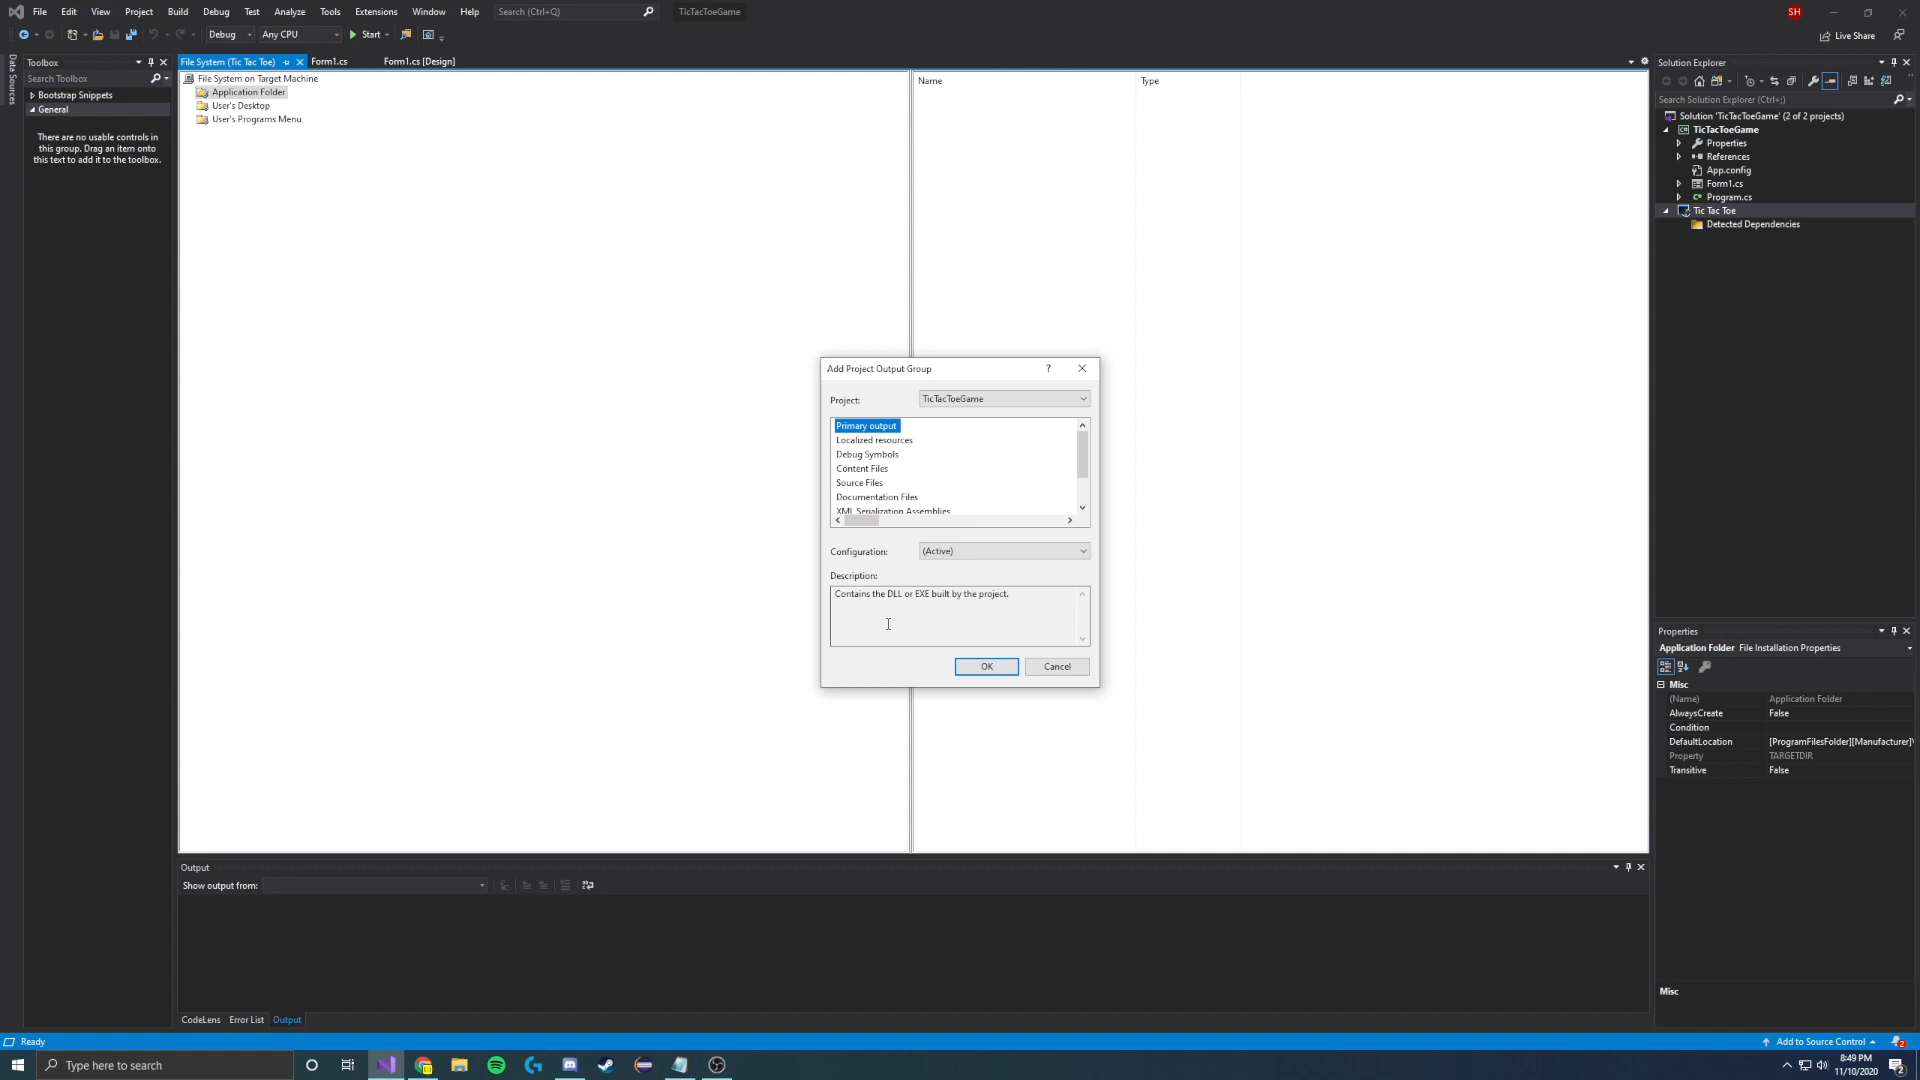 File Edit View Project Build Debug Test Analyze Tools Extensions Window Help Search (Ctrl+Q) TicTacToeGame SH
Debug Any CPU Start Live Share
Data Sources
Toolbox
Search Toolbox
Bootstrap Snippets
General
There are no usable controls in
this group. Drag an item onto
this text to add it to the toolbox.
File System (Tic Tac Toe) Form1.cs Form1.cs [Design]
File System on Target Machine
Application Folder
User's Desktop
User's Programs Menu
Name Type
Add Project Output Group ?
Project: TicTacToeGame
Primary output
Localized resources
Debug Symbols
Content Files
Source Files
Documentation Files
XML Serialization Assemblies
Configuration: (Active)
Description:
Contains the DLL or EXE built by the project.
OK Cancel
Solution Explorer
Search Solution Explorer (Ctrl+;)
Solution 'TicTacToeGame' (2 of 2 projects)
TicTacToeGame
Properties
References
App.config
Form1.cs
Program.cs
Tic Tac Toe
Detected Dependencies
Properties
Application Folder File Installation Properties
Misc
(Name) Application Folder
AlwaysCreate False
Condition
DefaultLocation [ProgramFilesFolder][Manufacturer]\
Property TARGETDIR
Transitive False
Misc
Output
Show output from:
CodeLens Error List Output
Ready Add to Source Control 2
Type here to search
8:49 PM
11/10/2020
2